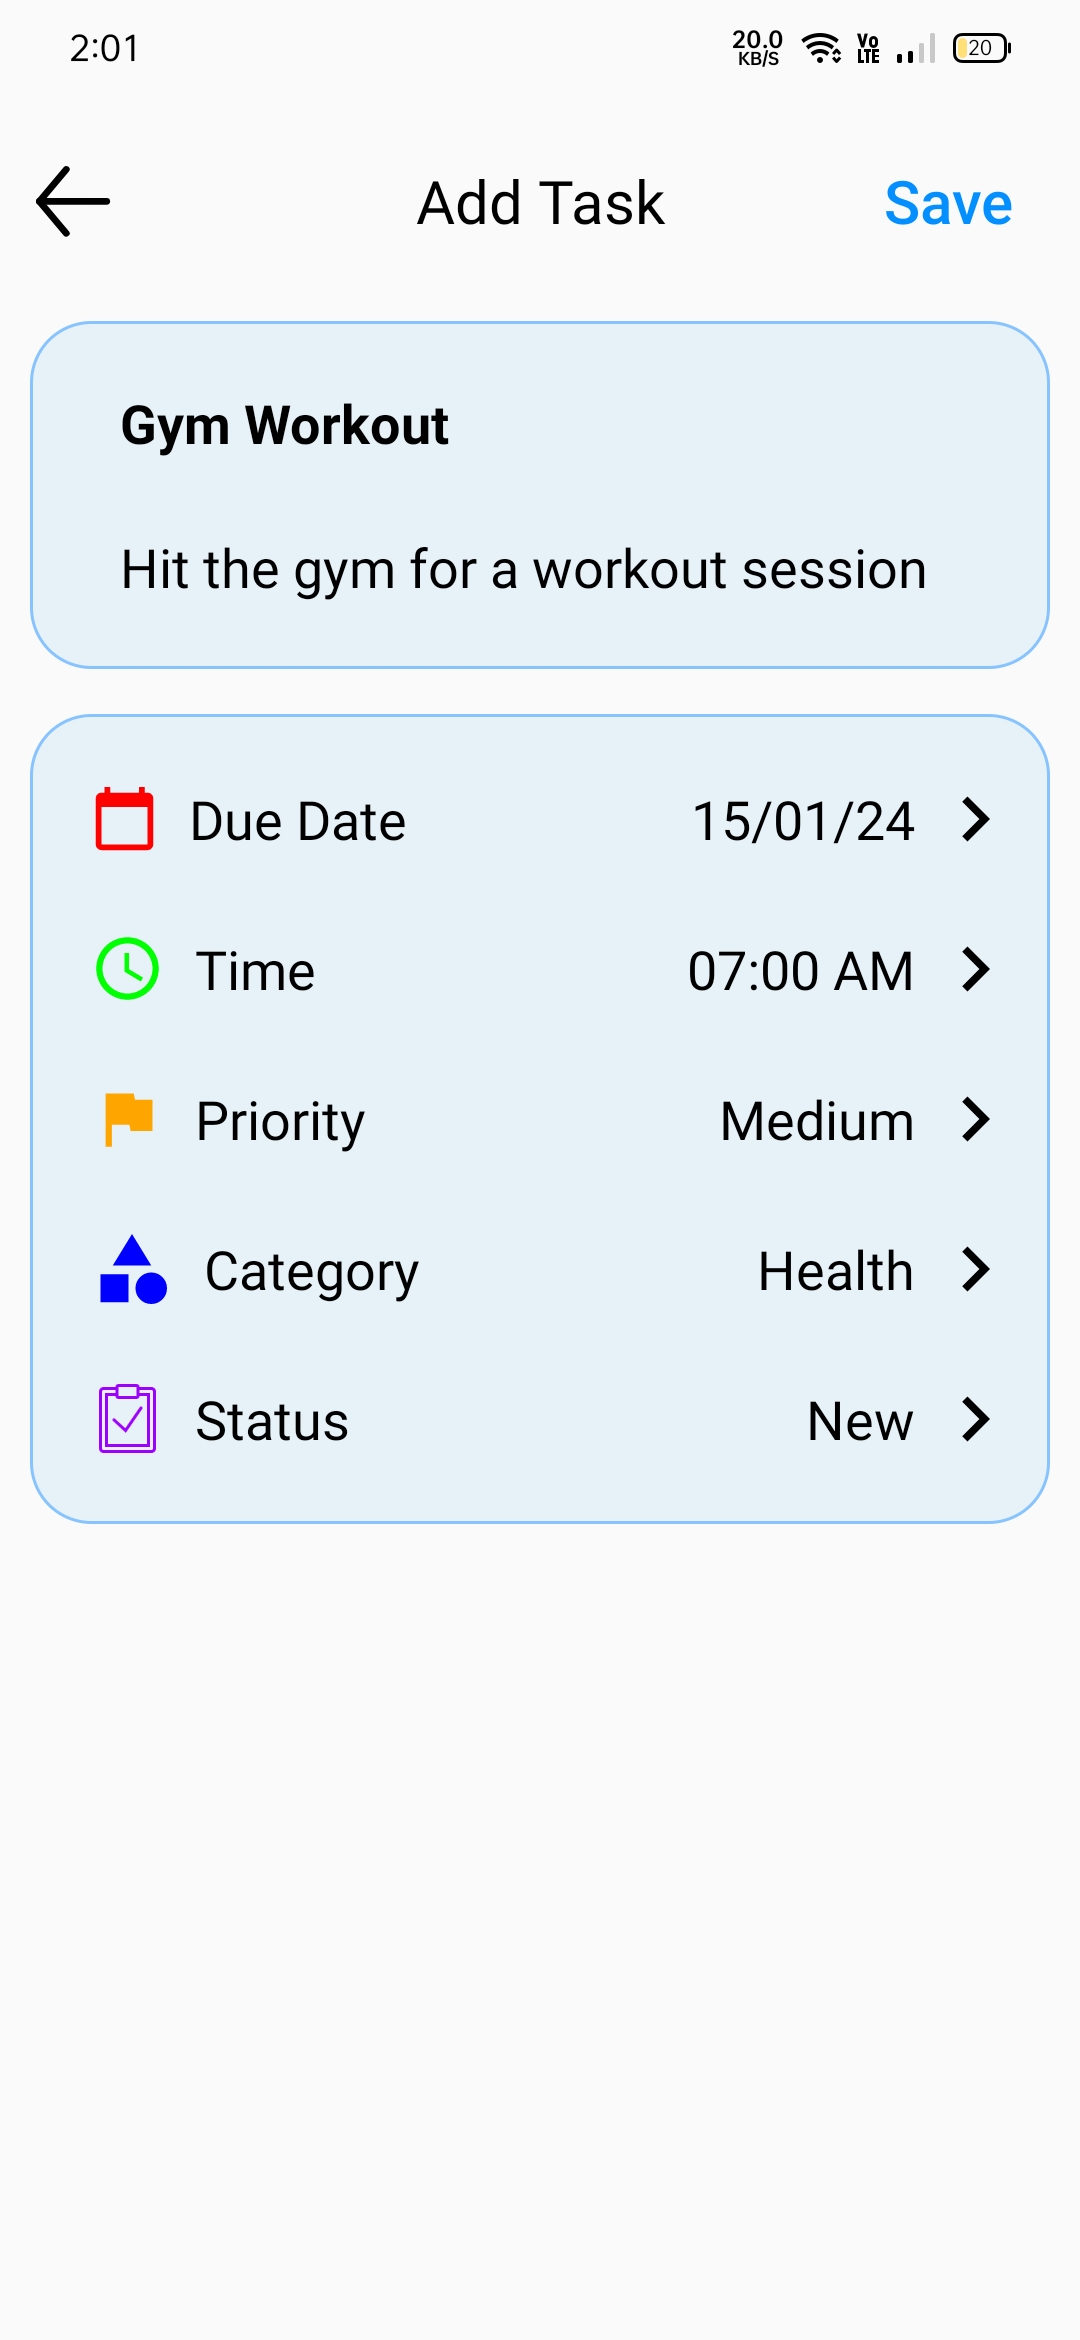 2:01 20.0 KB/S Vo LTE 20
Add Task Save
Gym Workout
Hit the gym for a workout session
Due Date 15/01/24
Time 07:00 AM
Priority Medium
Category Health
Status New